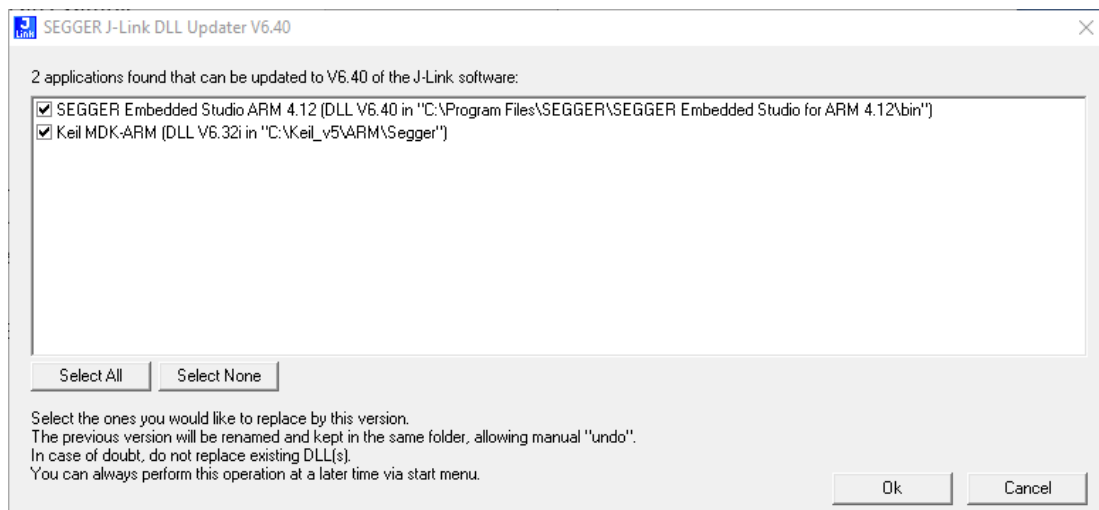 J
Link
SEGGER J-Link DLL Updater V6.40
2 applications found that can be updated to V6.40 of the J-Link software:
SEGGER Embedded Studio ARM 4.12 (DLL V6.40 in "C:\Program Files\SEGGER\SEGGER Embedded Studio for ARM 4.12\bin")
Keil MDK-ARM (DLL V6.32i in "C:\Keil_v5\ARM\Segger")
Select All
Select None
Select the ones you would like to replace by this version.
The previous version will be renamed and kept in the same folder, allowing manual "undo".
In case of doubt, do not replace existing DLL(s).
You can always perform this operation at a later time via start menu.
Ok
Cancel